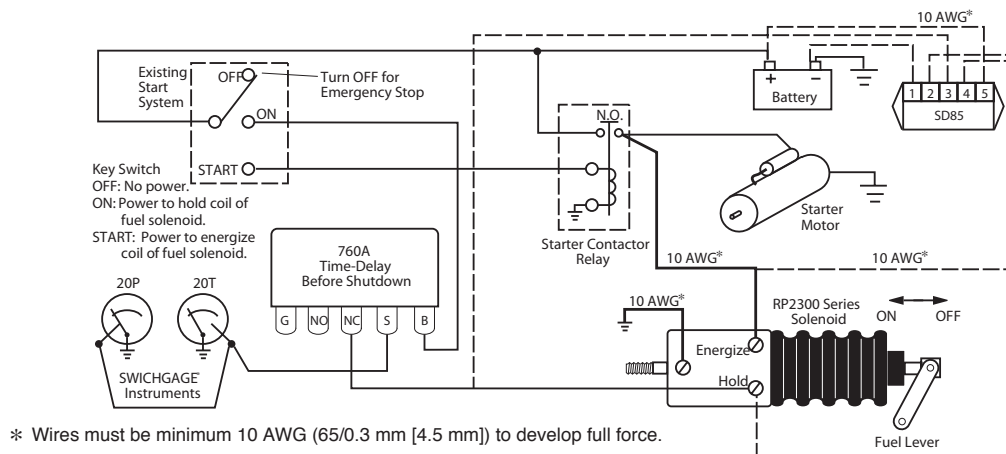 10 AWG*
Existing
Start
System
OFF
Turn OFF for
Emergency Stop
ON
START
Key Switch
OFF: No power.
ON: Power to hold coil of
fuel solenoid.
START: Power to energize
coil of fuel solenoid.
N.O.
Starter Contactor
Relay
+ −
Battery
1 2 3 4 5
SD85
Starter
Motor
760A
Time-Delay
Before Shutdown
G NO NC S B
20P 20T
SWICHGAGE®
Instruments
10 AWG*
10 AWG*
10 AWG*
RP2300 Series
Solenoid
ON OFF
Energize
Hold
Fuel Lever
* Wires must be minimum 10 AWG (65/0.3 mm [4.5 mm]) to develop full force.